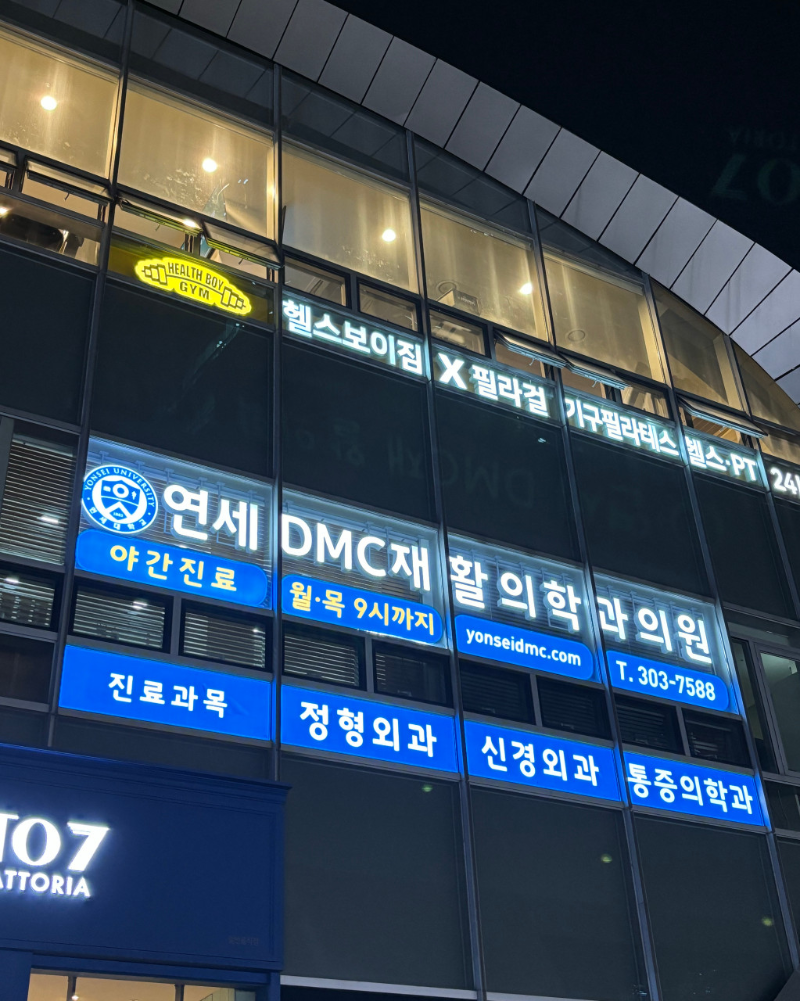 HEALTH BOY
GYM
헬스보이짐 X 필라걸 기구필라테스 헬스·PT 24
YONSEI UNIVERSITY
연세대학교
연세 DMC재활의학과의원
야간진료 월·목 9시까지 yonseidmc.com T. 303-7588
진료과목 정형외과 신경외과 통증의학과
TO 7
ATTORIA